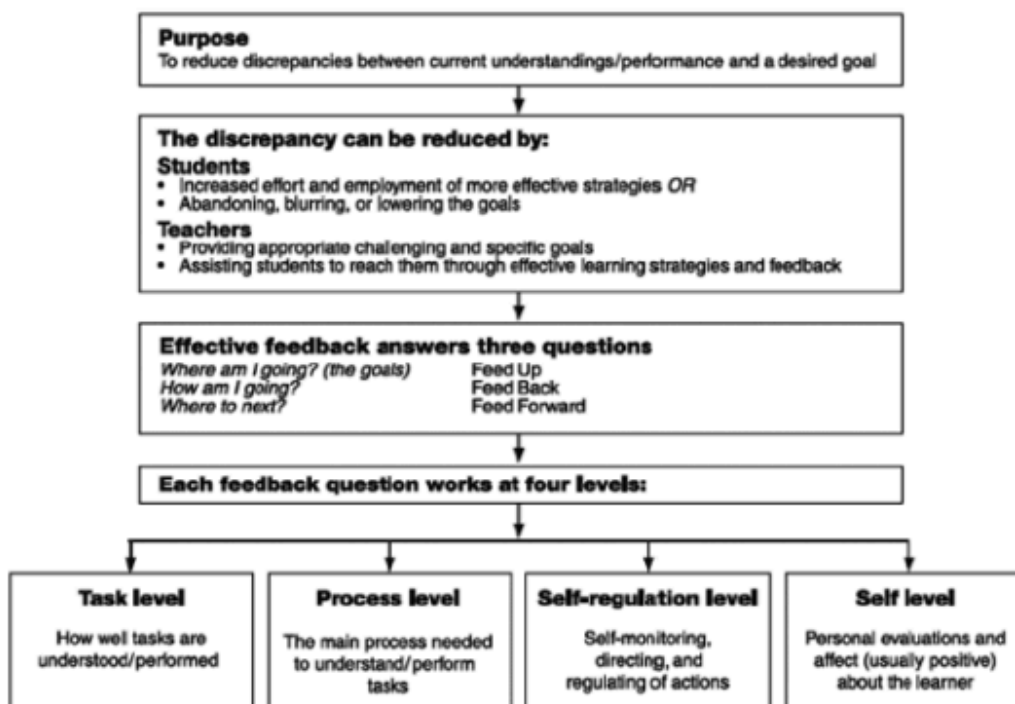 Purpose
To reduce discrepancies between current understandings/performance and a desired goal
The discrepancy can be reduced by:
Students
• Increased effort and employment of more effective strategies OR
• Abandoning, blurring, or lowering the goals
Teachers
• Providing appropriate challenging and specific goals
• Assisting students to reach them through effective learning strategies and feedback
Effective feedback answers three questions
Where am I going? (the goals) Feed Up
How am I going? Feed Back
Where to next? Feed Forward
Each feedback question works at four levels:
Task level
How well tasks are
understood/performed
Process level
The main process needed
to understand/perform
tasks
Self-regulation level
Self-monitoring,
directing, and
regulating of actions
Self level
Personal evaluations and
affect (usually positive)
about the learner